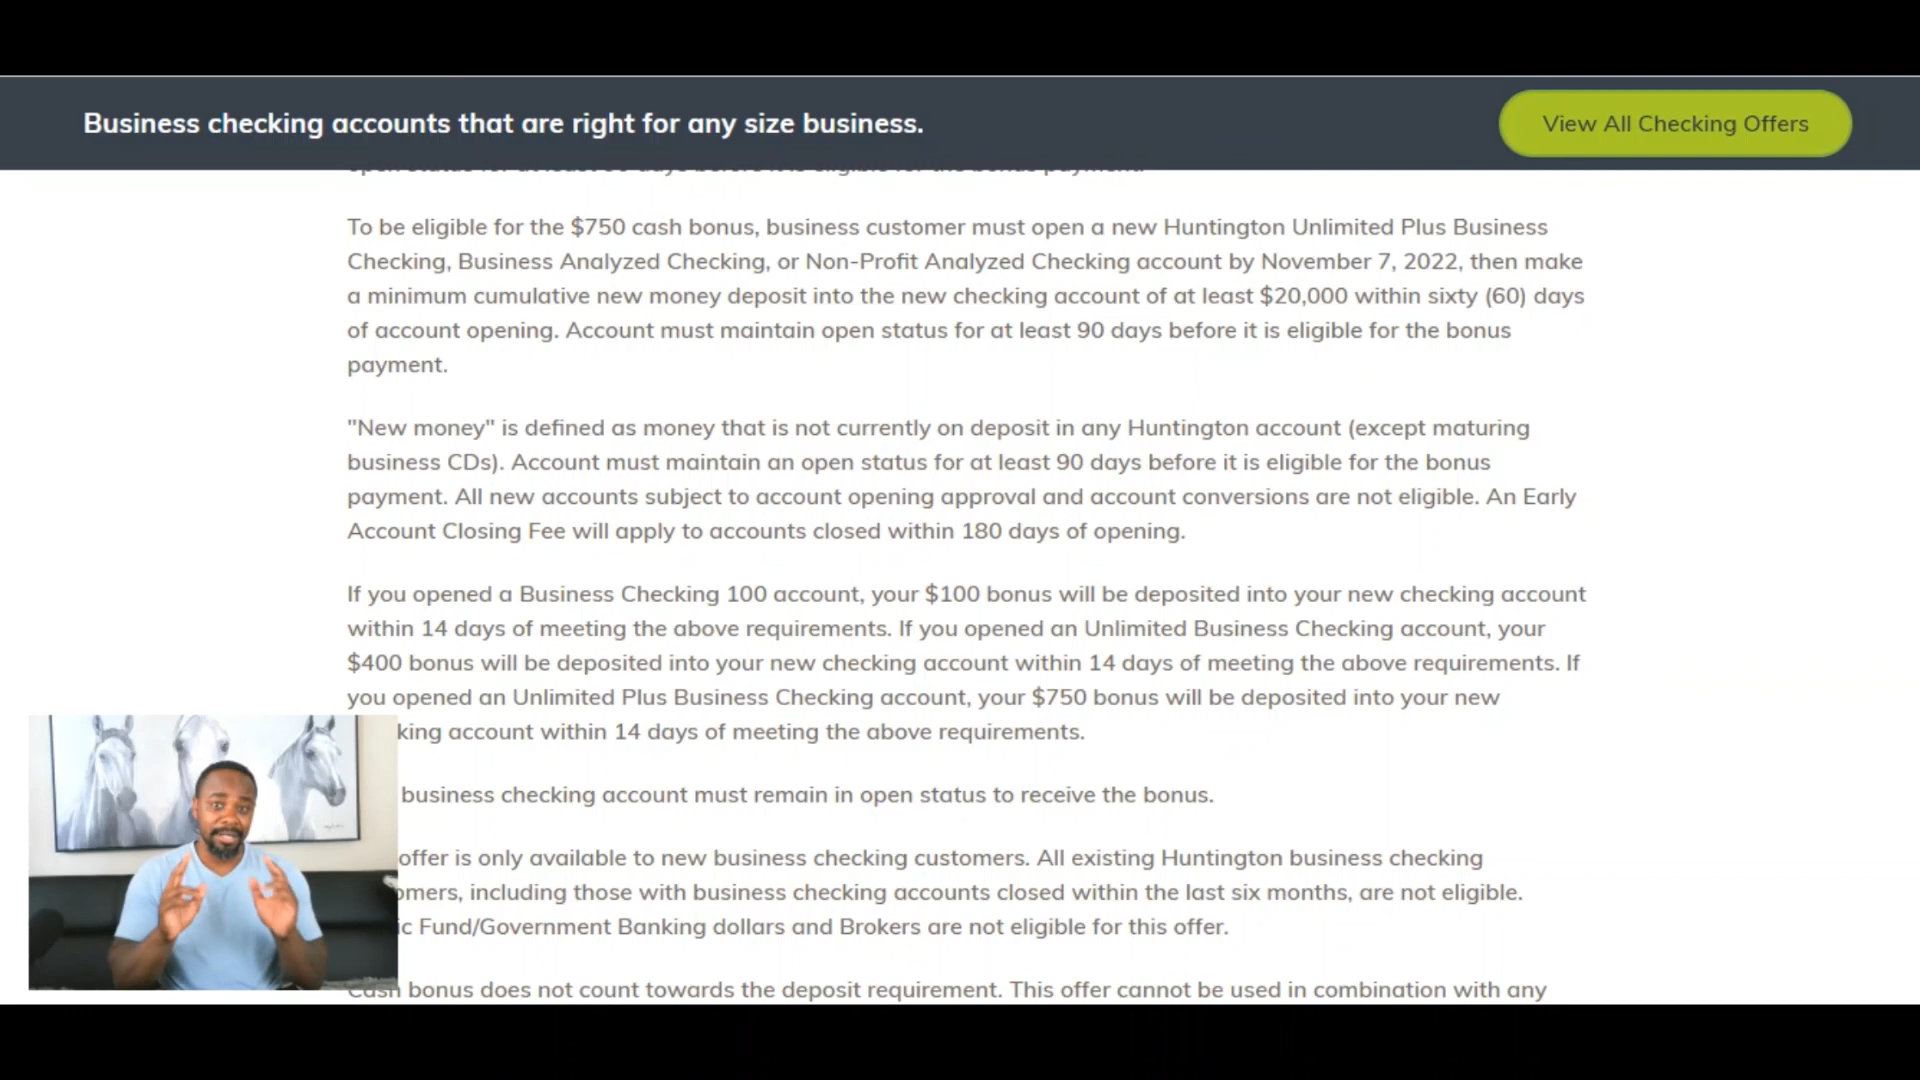 Business checking accounts that are right for any size business.
View All Checking Offers
To be eligible for the $750 cash bonus, business customer must open a new Huntington Unlimited Plus Business
Checking, Business Analyzed Checking, or Non-Profit Analyzed Checking account by November 7, 2022, then make
a minimum cumulative new money deposit into the new checking account of at least $20,000 within sixty (60) days
of account opening. Account must maintain open status for at least 90 days before it is eligible for the bonus
payment.
"New money" is defined as money that is not currently on deposit in any Huntington account (except maturing
business CDs). Account must maintain an open status for at least 90 days before it is eligible for the bonus
payment. All new accounts subject to account opening approval and account conversions are not eligible. An Early
Account Closing Fee will apply to accounts closed within 180 days of opening.
If you opened a Business Checking 100 account, your $100 bonus will be deposited into your new checking account
within 14 days of meeting the above requirements. If you opened an Unlimited Business Checking account, your
$400 bonus will be deposited into your new checking account within 14 days of meeting the above requirements. If
you opened an Unlimited Plus Business Checking account, your $750 bonus will be deposited into your new
king account within 14 days of meeting the above requirements.
business checking account must remain in open status to receive the bonus.
offer is only available to new business checking customers. All existing Huntington business checking
omers, including those with business checking accounts closed within the last six months, are not eligible.
ic Fund/Government Banking dollars and Brokers are not eligible for this offer.
Cash bonus does not count towards the deposit requirement. This offer cannot be used in combination with any